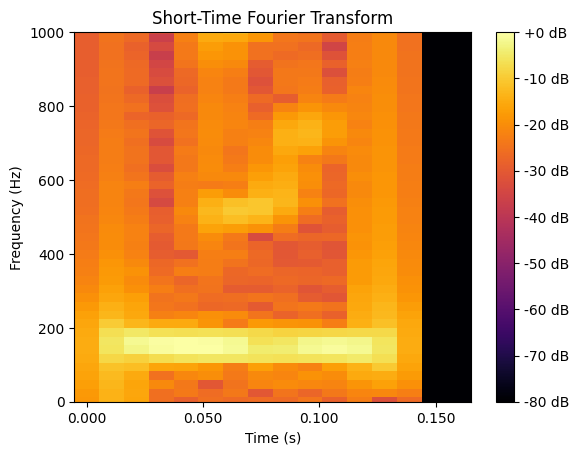 Short-Time Fourier Transform
1000
800
600
400
200
0
Frequency (Hz)
0.000
0.050
0.100
0.150
Time (s)
+0 dB
-10 dB
-20 dB
-30 dB
-40 dB
-50 dB
-60 dB
-70 dB
-80 dB